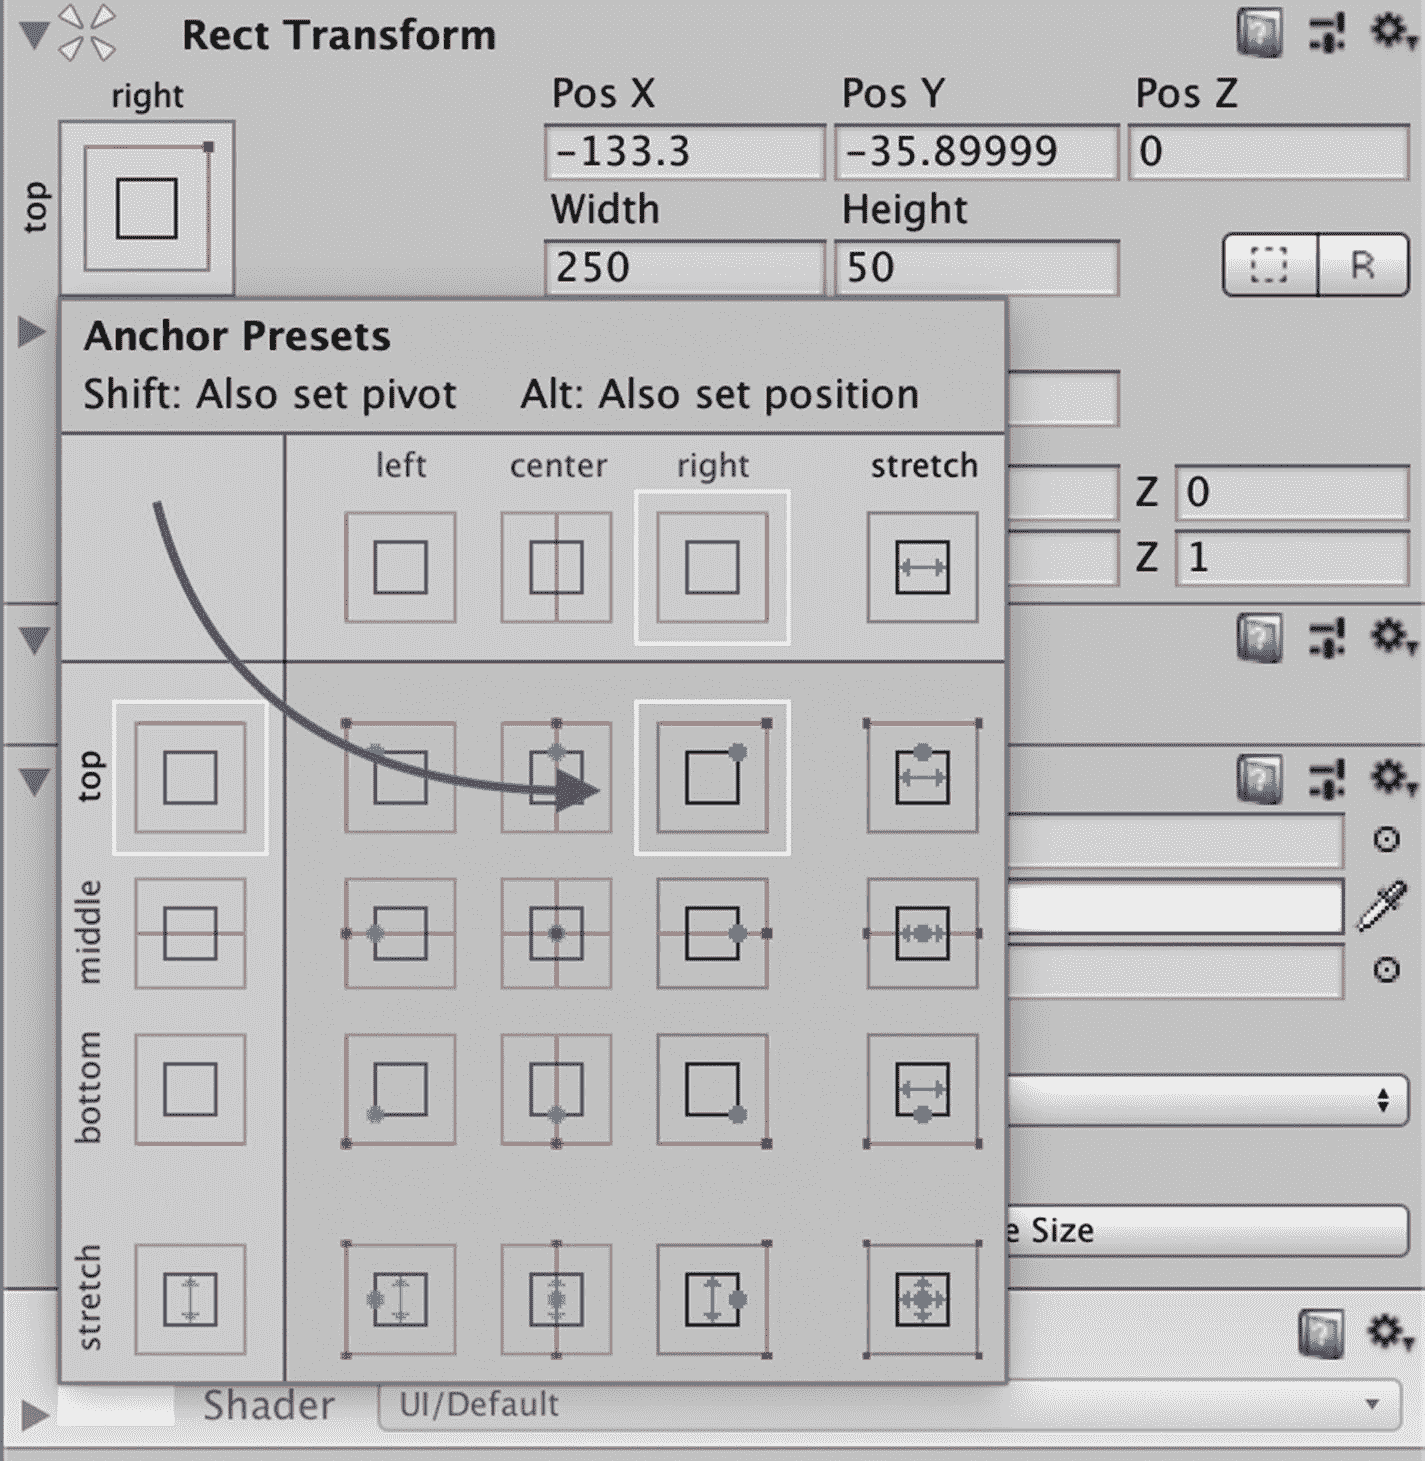 Rect Transform
right
Pos X Pos Y Pos Z
-133.3 -35.89999 0
top
Width Height
250 50
R
Anchor Presets
Shift: Also set pivot Alt: Also set position
left center right stretch
Z 0
Z 1
top
middle
bottom
e Size
stretch
Shader UI/Default